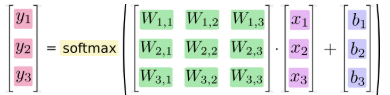 y₁ W₁,₁ W₁,₂ W₁,₃ x₁ b₁
y₂ = softmax W₂,₁ W₂,₂ W₂,₃ · x₂ + b₂
y₃ W₃,₁ W₃,₂ W₃,₃ x₃ b₃